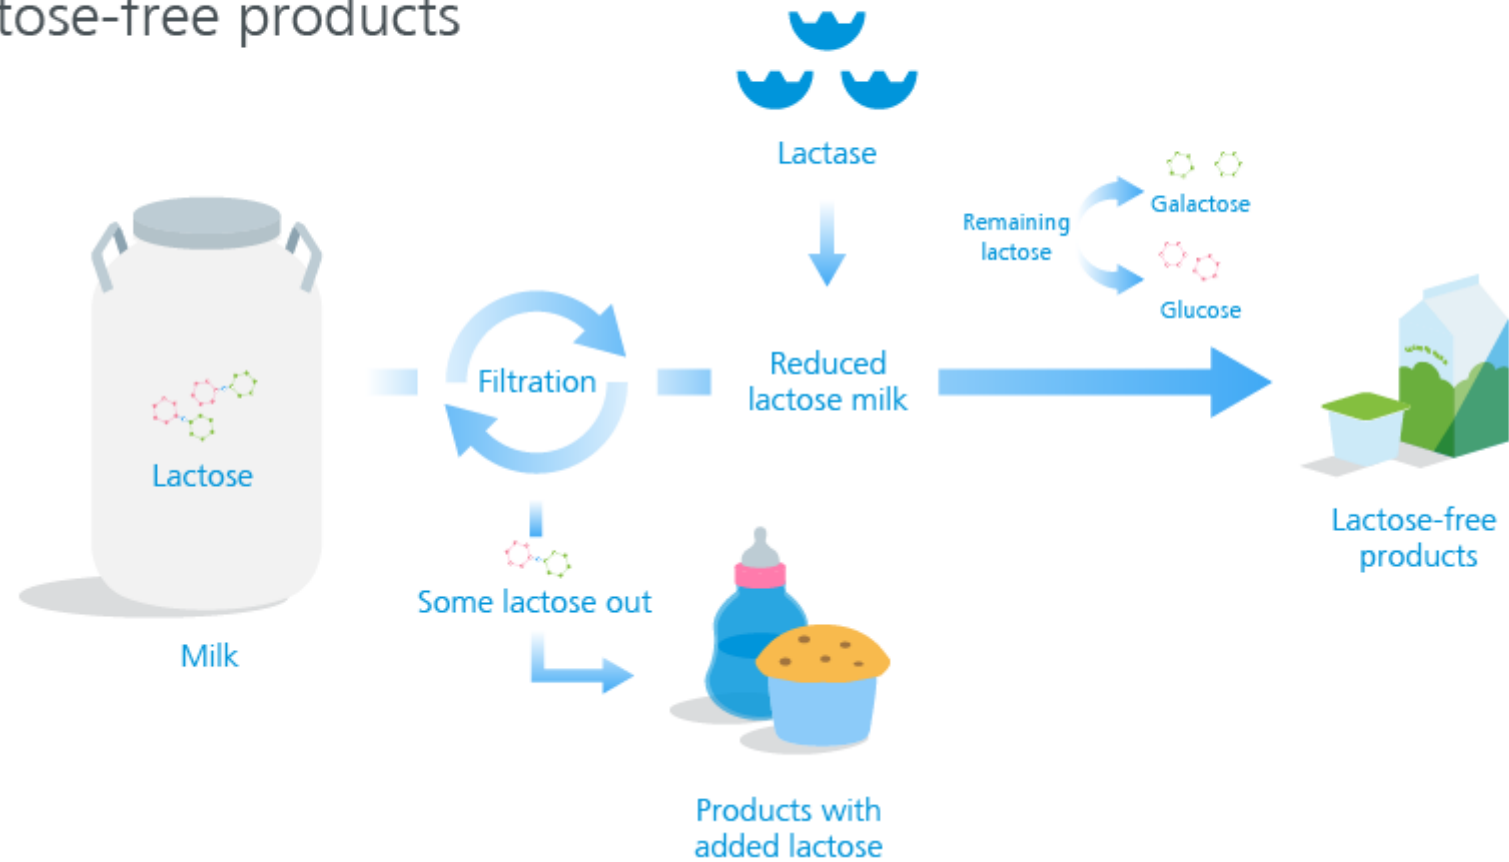 tose-free products
Lactase
Galactose
Remaining
lactose
Glucose
Reduced
lactose milk
Filtration
Lactose
Some lactose out
Milk
Lactose-free
products
Products with
added lactose